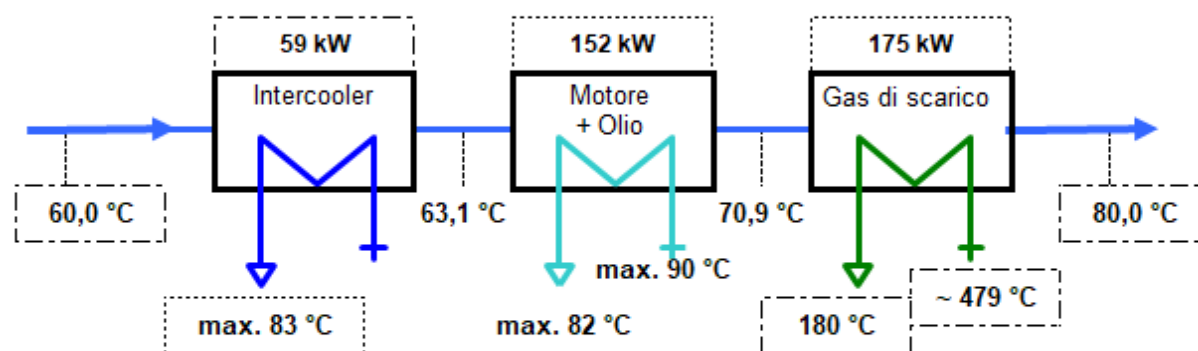 59 kW
152 kW
175 kW
Intercooler
Motore
+ Olio
Gas di scarico
60,0 °C
63,1 °C
70,9 °C
80,0 °C
max. 90 °C
~ 479 °C
max. 83 °C
max. 82 °C
180 °C